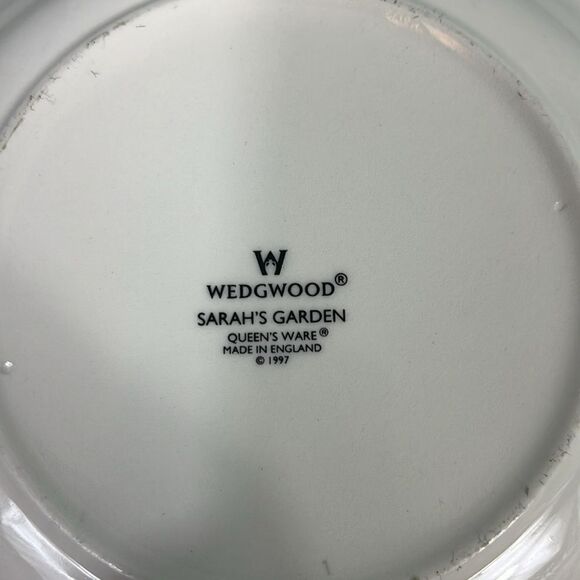 W
WEDGWOOD®
SARAH'S GARDEN
QUEEN'S WARE®
MADE IN ENGLAND
© 1997